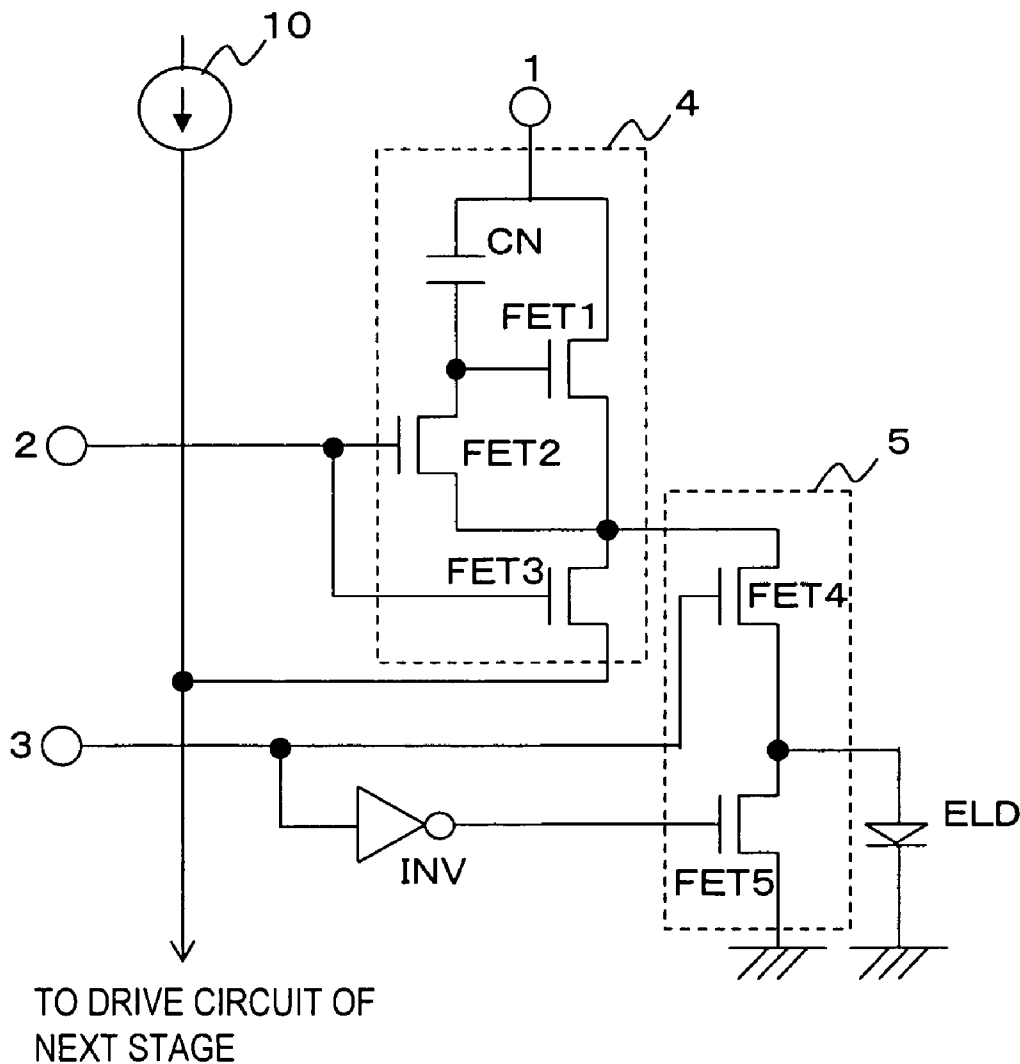 10
1
4
CN
FET1
2
FET2
5
FET3
FET4
3
ELD
INV
FET5
TO DRIVE CIRCUIT OF
NEXT STAGE